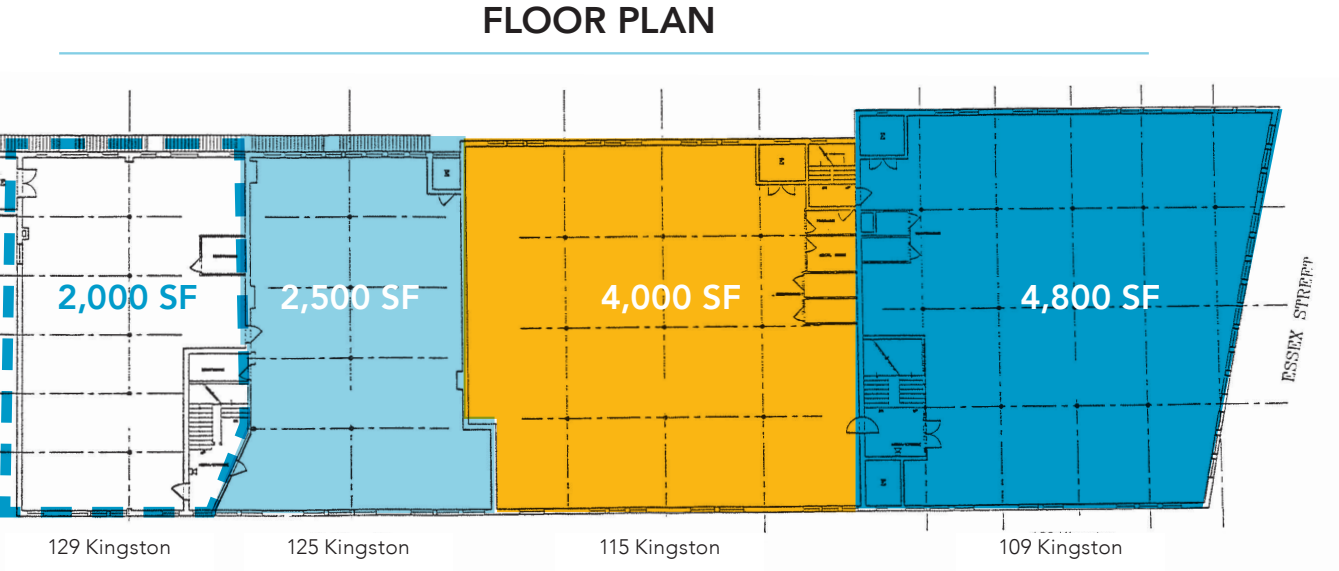 FLOOR PLAN
2,000 SF
2,500 SF
4,000 SF
4,800 SF
ESSEX STREET
129 Kingston
125 Kingston
115 Kingston
109 Kingston